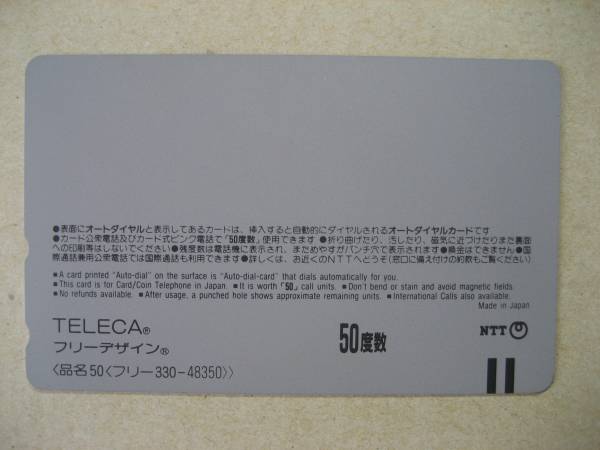 ●表面にオートダイヤルと表示してあるカードは、挿入すると自動的にダイヤルされるオートダイヤルカードです
●カード公衆電話及びカード式ピンク電話で「50度数」使用できます ●折り曲げたり、汚したり、磁気に近づけたりまた裏面
への印刷等はしないでください ●残度数は電話機に表示され、まためやすがパンチ穴で表示されます ●換金はできません ●国
際通話兼用公衆電話では国際通話も利用できます ●詳しくは、お近くのNTTへどうぞ(窓口に備え付けの約款もご覧ください)
■ A card printed "Auto-dial" on the surface is "Auto-dial-card" that dials automatically for you.
■ This card is for Card/Coin Telephone in Japan. ■ It is worth「50」call units. ■ Don't bend or stain and avoid magnetic fields.
■ No refunds available. ■ After usage, a punched hole shows approximate remaining units. ■ International Calls also available.
Made in Japan
TELECA®
フリーデザイン®
〈品名50〈フリー330-48350〉〉
50度数
NTT